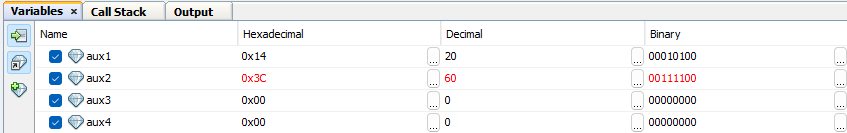 Variables × Call Stack Output
Name Hexadecimal Decimal Binary
aux1 0x14 ... 20 ... 00010100 ...
aux2 0x3C ... 60 ... 00111100 ...
aux3 0x00 ... 0 ... 00000000 ...
aux4 0x00 ... 0 ... 00000000 ...